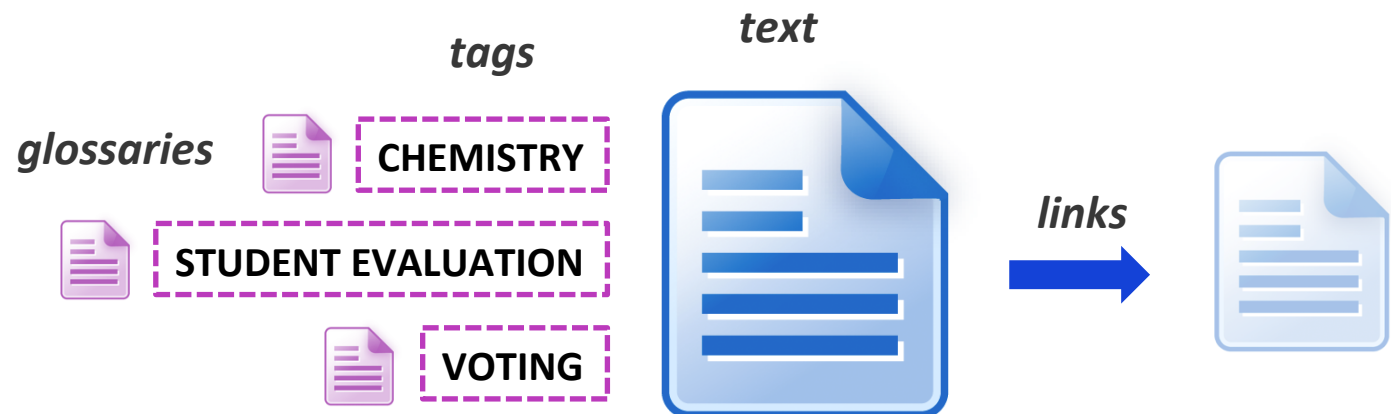 text
tags
glossaries
CHEMISTRY
STUDENT EVALUATION
VOTING
links